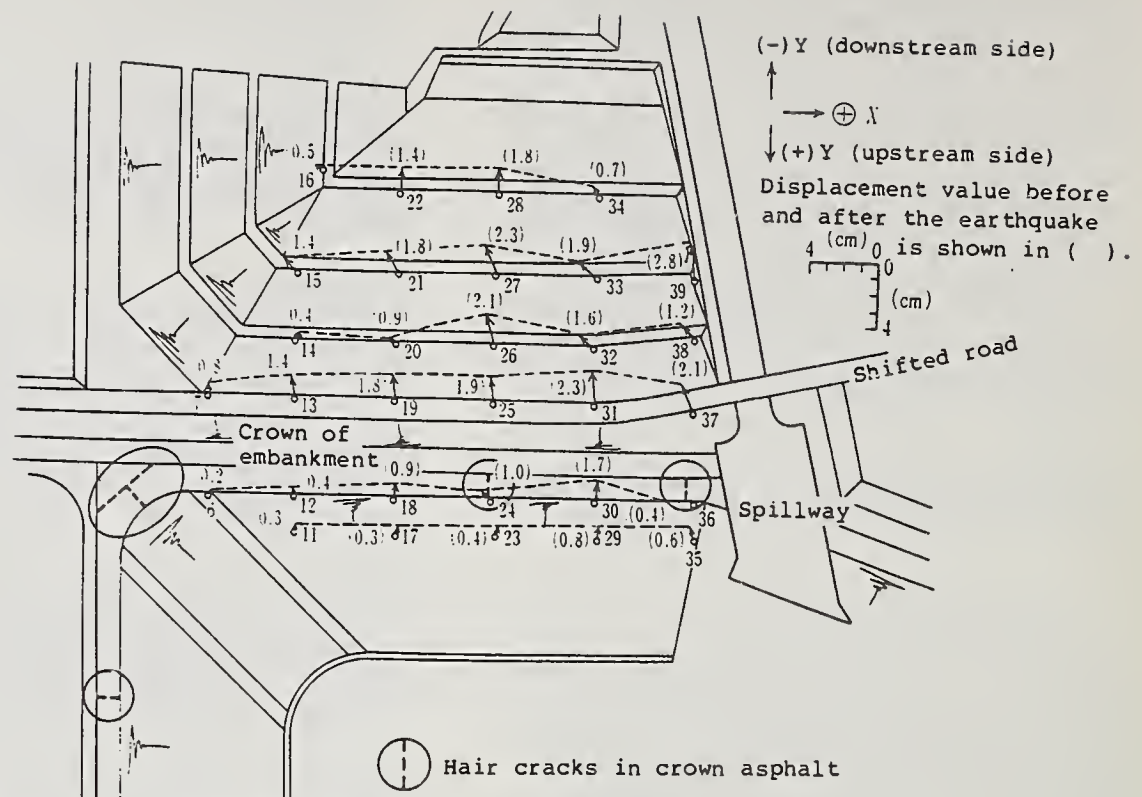 (-)Y (downstream side)
⊕ X
(+)Y (upstream side)
Displacement value before
and after the earthquake
(cm) is shown in ( ).
4 0
0
(cm)
4
0.5 (1.4) (1.8) (0.7)
16 22 28 34
1.4 (1.8) (2.3) (1.9) (2.8)
15 21 27 33 39
0.4 (0.9) (2.1) (1.6) (1.2)
14 20 26 32 38
0.8 1.4 1.8 1.9 (2.3) (2.1)
13 19 25 31 37
Shifted road
Crown of
embankment
0.2 0.4 (0.9) (1.0) (1.7) (0.4)
12 18 24 30 36
Spillway
0.3 (0.3) (0.4) (0.8) (0.6)
11 17 23 29 35
Hair cracks in crown asphalt